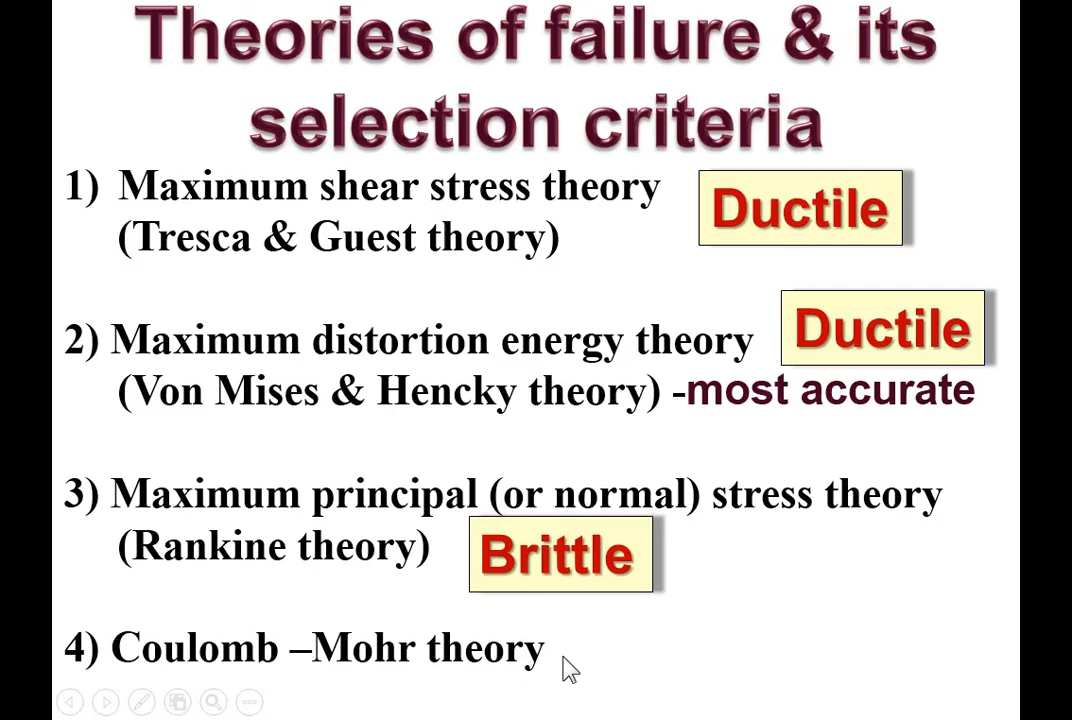 Theories of failure & its
selection criteria
1) Maximum shear stress theory
Ductile
(Tresca & Guest theory)
Ductile
2) Maximum distortion energy theory
(Von Mises & Hencky theory) -most accurate
3) Maximum principal (or normal) stress theory
(Rankine theory)
Brittle
4) Coulomb –Mohr theory